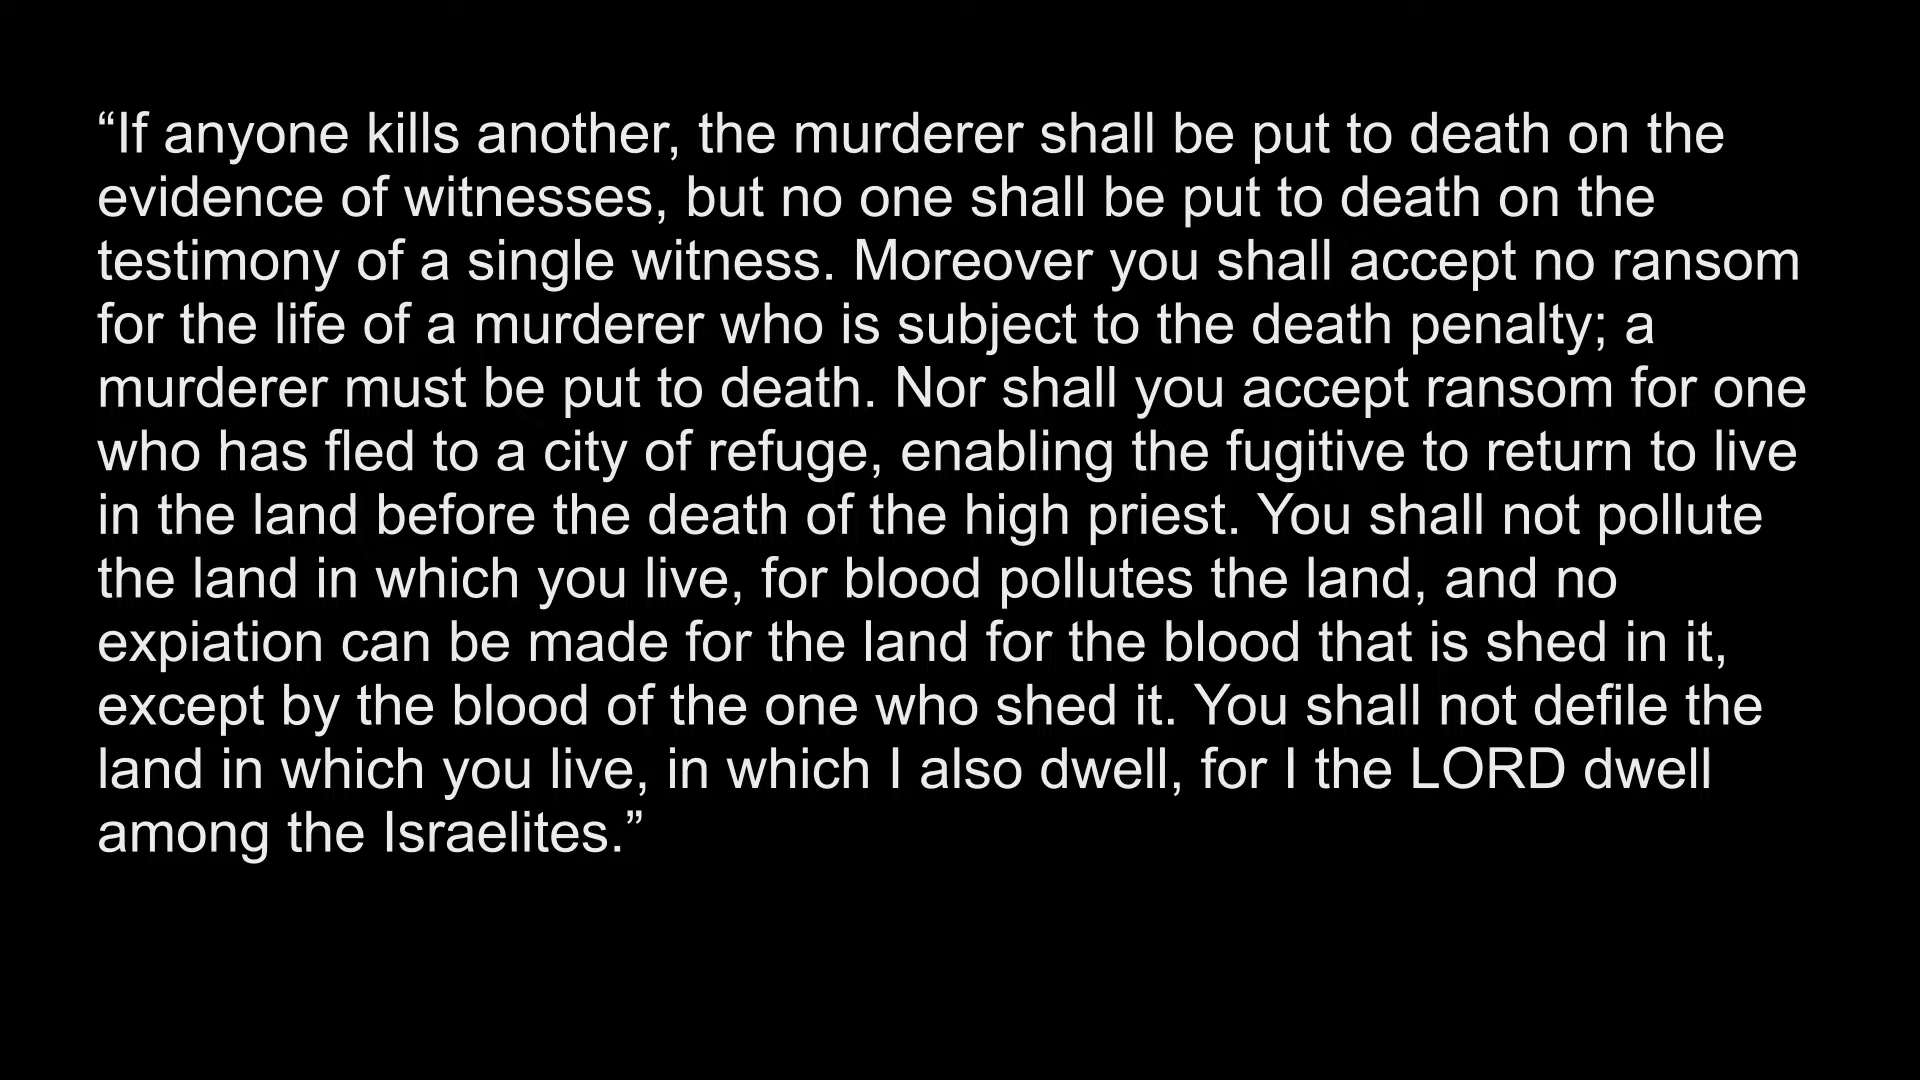 “If anyone kills another, the murderer shall be put to death on the
evidence of witnesses, but no one shall be put to death on the
testimony of a single witness. Moreover you shall accept no ransom
for the life of a murderer who is subject to the death penalty; a
murderer must be put to death. Nor shall you accept ransom for one
who has fled to a city of refuge, enabling the fugitive to return to live
in the land before the death of the high priest. You shall not pollute
the land in which you live, for blood pollutes the land, and no
expiation can be made for the land for the blood that is shed in it,
except by the blood of the one who shed it. You shall not defile the
land in which you live, in which I also dwell, for I the LORD dwell
among the Israelites.”